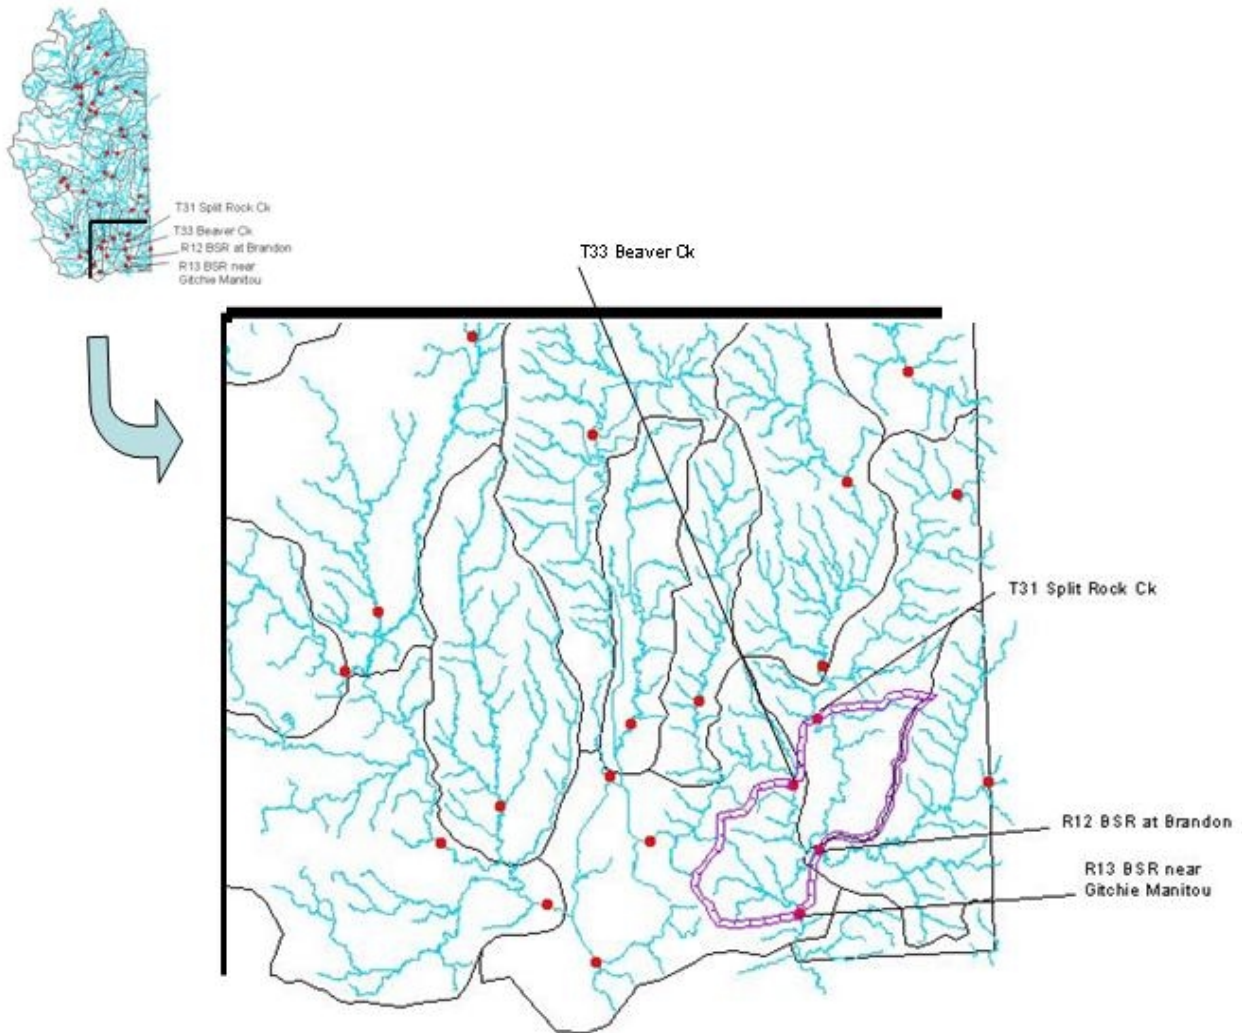 T31 Split Rock Ck
T33 Beaver Ck
R12 BSR at Brandon
R13 BSR near
Gitchie Manitou
T33 Beaver Ck
T31 Split Rock Ck
R12 BSR at Brandon
R13 BSR near
Gitchie Manitou